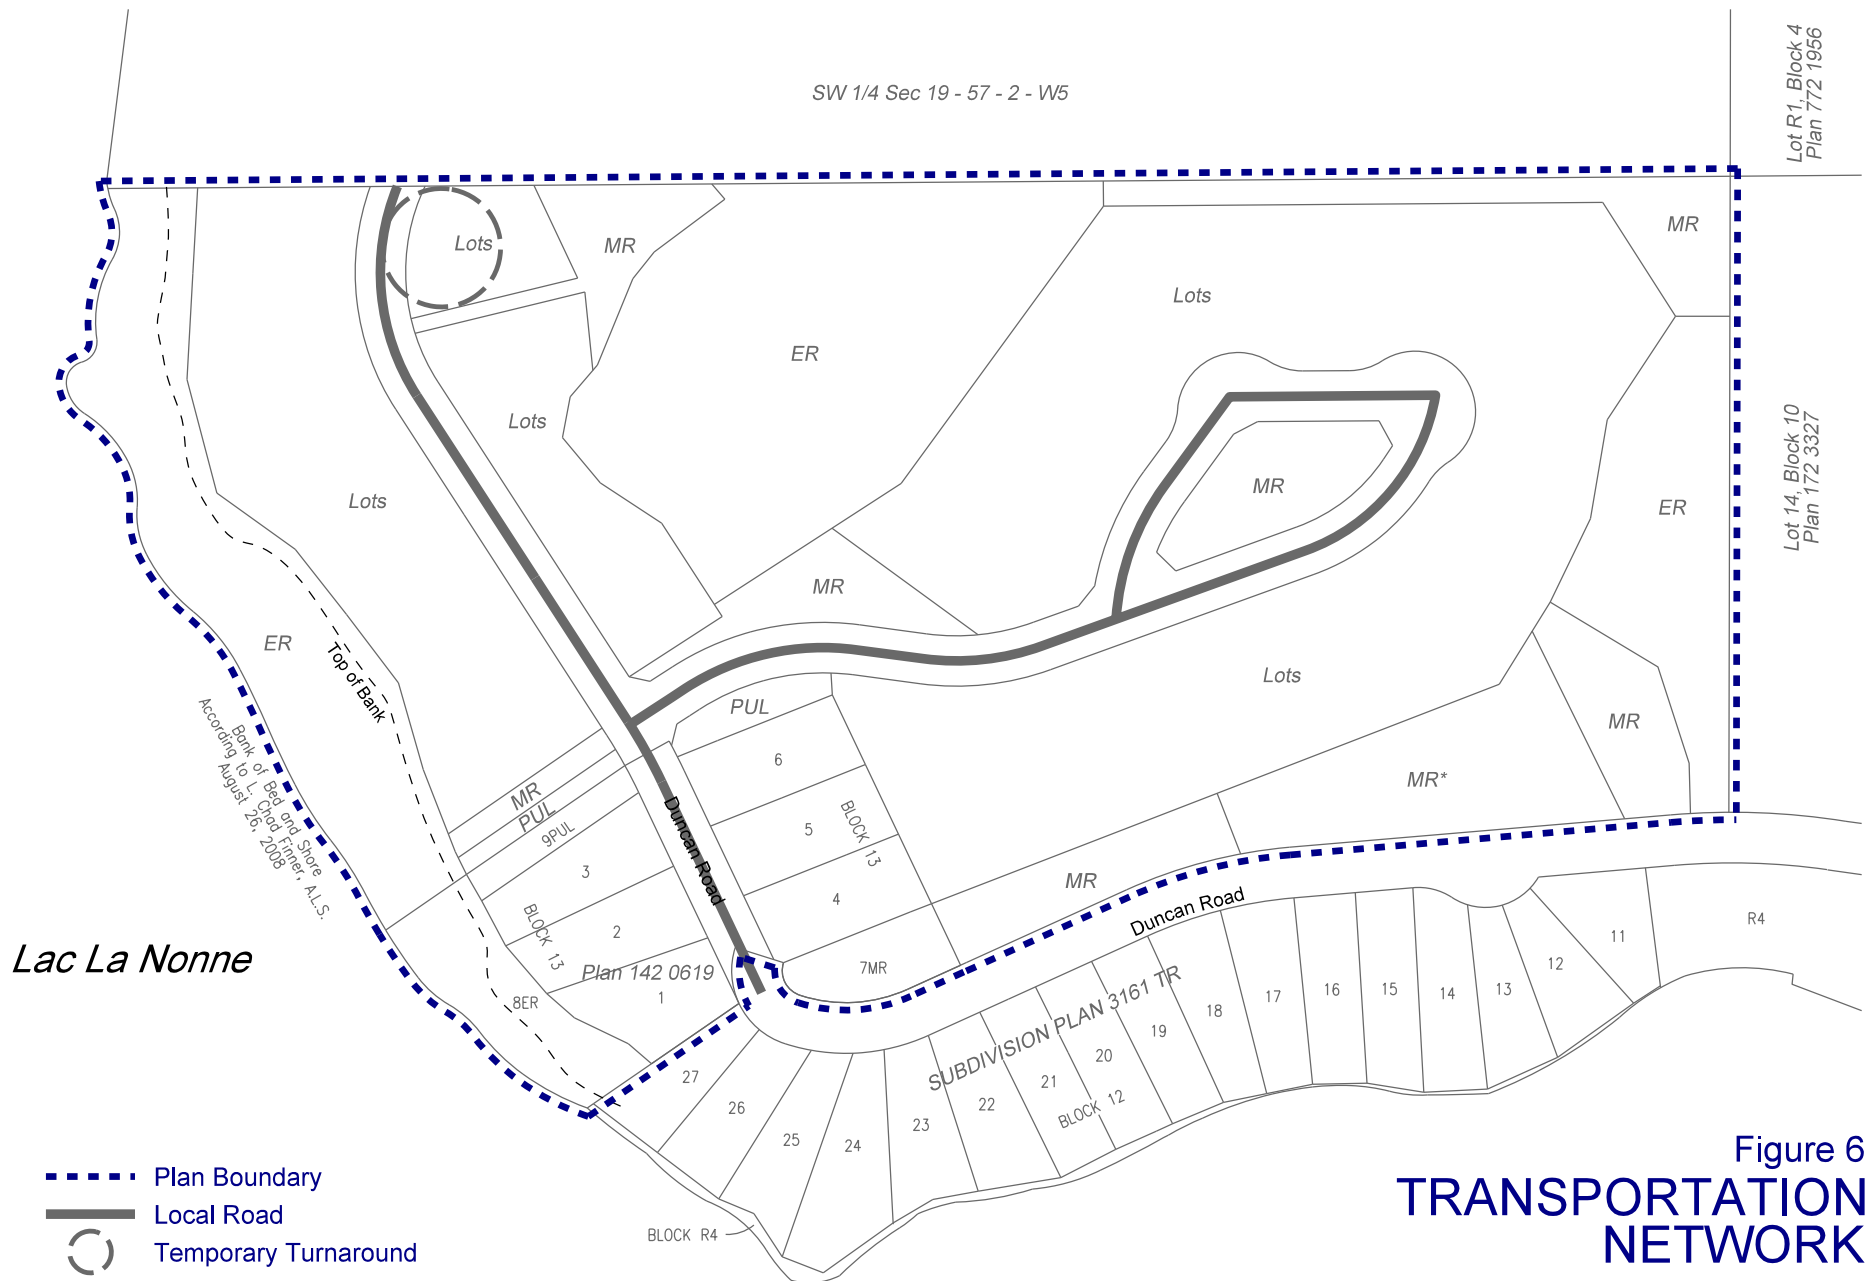 SW 1/4 Sec 19 - 57 - 2 - W5
Lot R1, Block 4
Plan 772 1956
Lots
MR
MR
Lots
ER
Lots
MR
Lots
ER
Lot 14, Block 10
Plan 172 3327
MR
ER
Top of Bank
Lots
PUL
MR
MR*
Bank of Bed and Shore
According to L. Chad Finner, A.L.S.
August 26, 2008
MR
PUL
9PUL
6
5
4
BLOCK 13
Duncan Road
3
2
1
BLOCK 13
Plan 142 0619
8ER
7MR
MR
Duncan Road
Lac La Nonne
R4
11
12
13
14
15
16
17
18
19
20
21
22
23
24
25
26
27
SUBDIVISION PLAN 3161 TR
BLOCK 12
BLOCK R4
Plan Boundary
Local Road
Temporary Turnaround
Figure 6
TRANSPORTATION
NETWORK